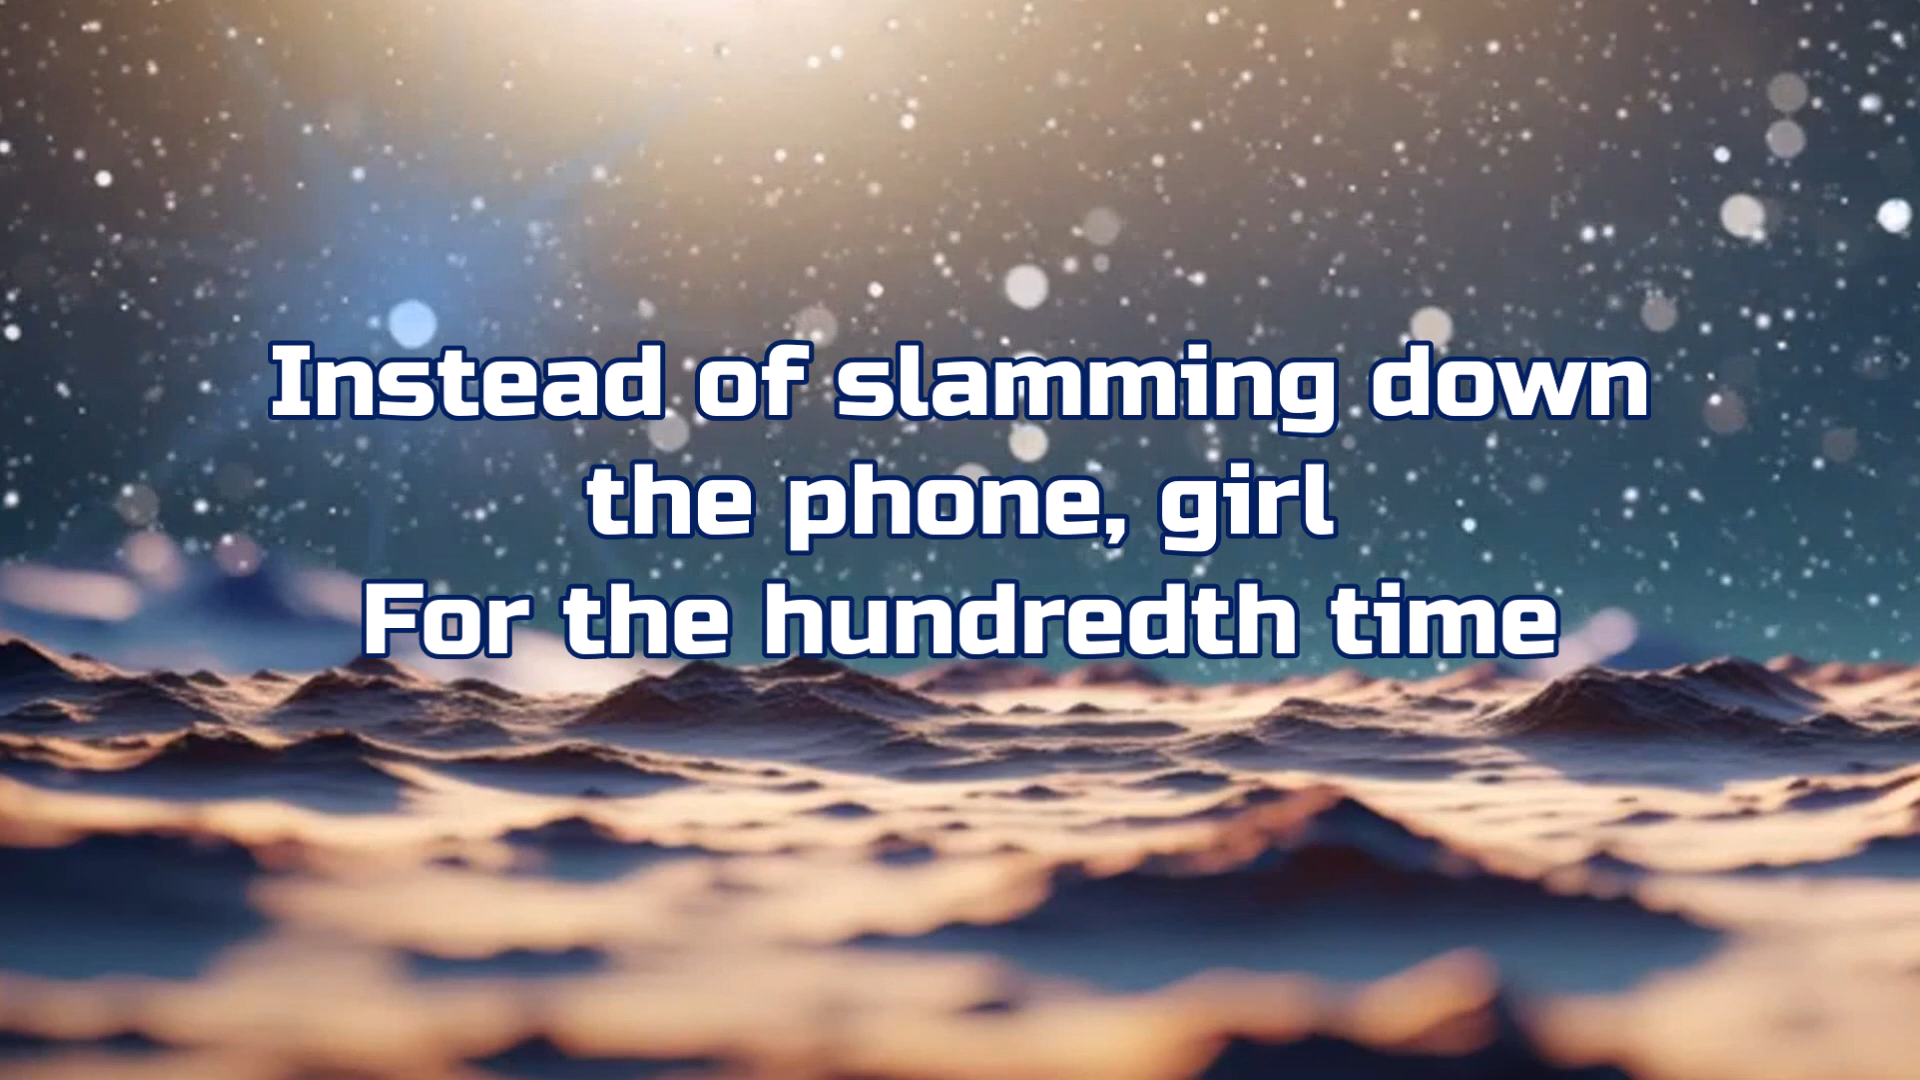 Instead of slamming down
the phone, girl
For the hundredth time